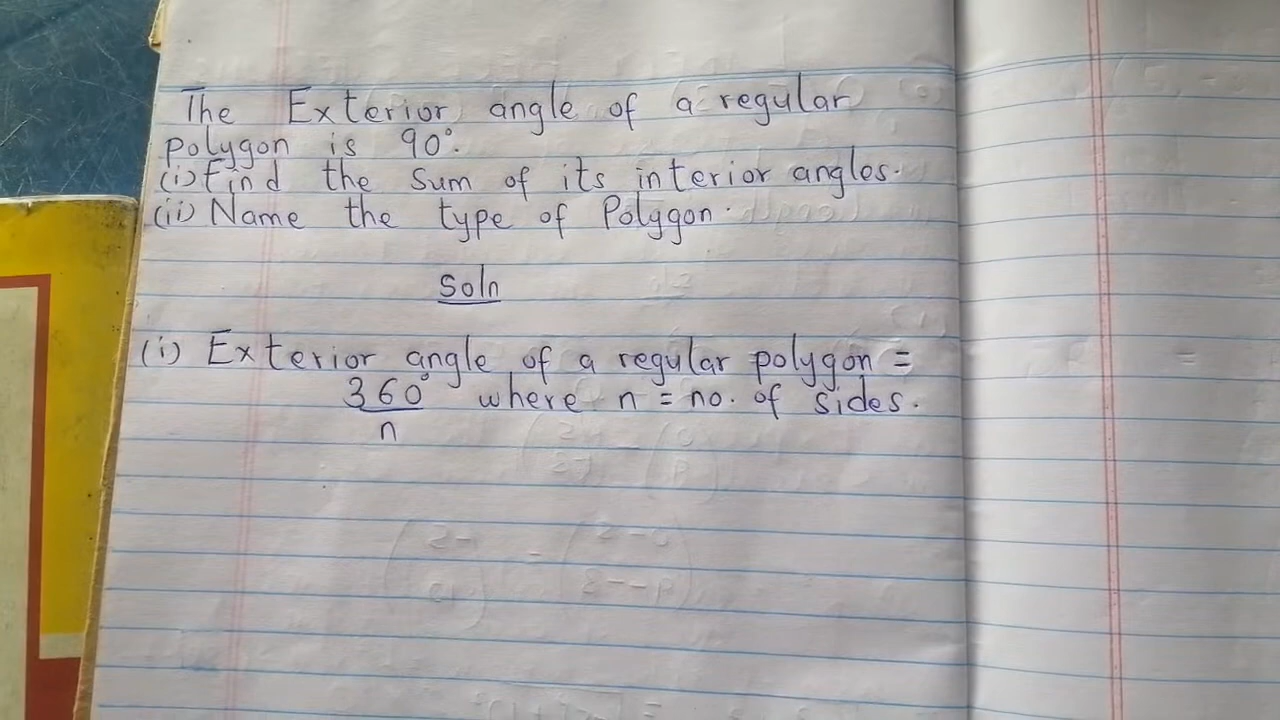 The Exterior angle of a regular
polygon is 90°.
(i) Find the sum of its interior angles.
(ii) Name the type of Polygon.
Soln
(i) Exterior angle of a regular polygon =
360° where n = no. of sides.
n